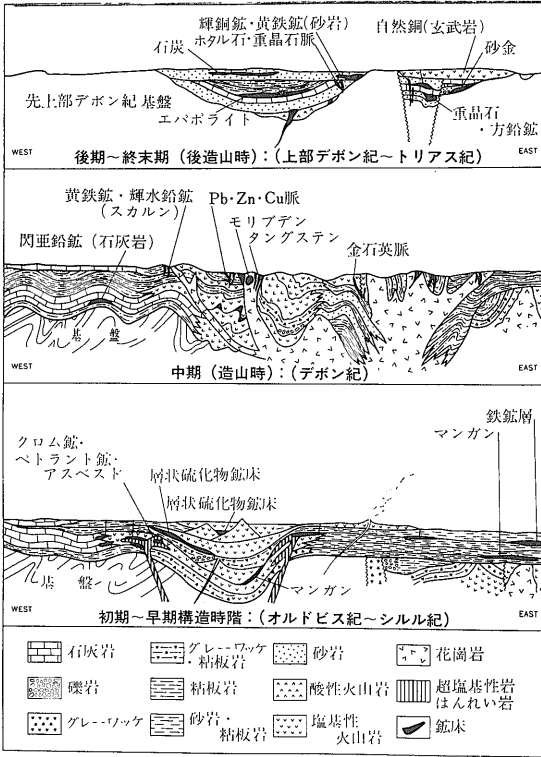 輝銅鉱・黄鉄鉱(砂岩)
ホタル石・重晶石脈
石炭
自然銅(玄武岩)
砂金
先上部デボン紀 基盤
エバポライト
重晶石
・方鉛鉱
WEST
EAST
後期〜終末期 (後造山時):(上部デボン紀〜トリアス紀)
黄鉄鉱・輝水鉛鉱
(スカルン)
Pb・Zn・Cu脈
モリブデン
タングステン
閃亜鉛鉱 (石灰岩)
金石英脈
基盤
WEST
EAST
中期 (造山時):(デボン紀)
鉄鉱層
マンガン
クロム鉱・
ペトラント鉱・
アスベスト
層状硫化物鉱床
層状硫化物鉱床
マンガン
基盤
WEST
EAST
初期〜早期構造時階:(オルドビス紀〜シルル紀)
石灰岩
グレーワッケ
・粘板岩
砂岩
花崗岩
礫岩
粘板岩
酸性火山岩
超塩基性岩
はんれい岩
グレーワッケ
砂岩・
粘板岩
塩基性
火山岩
鉱床